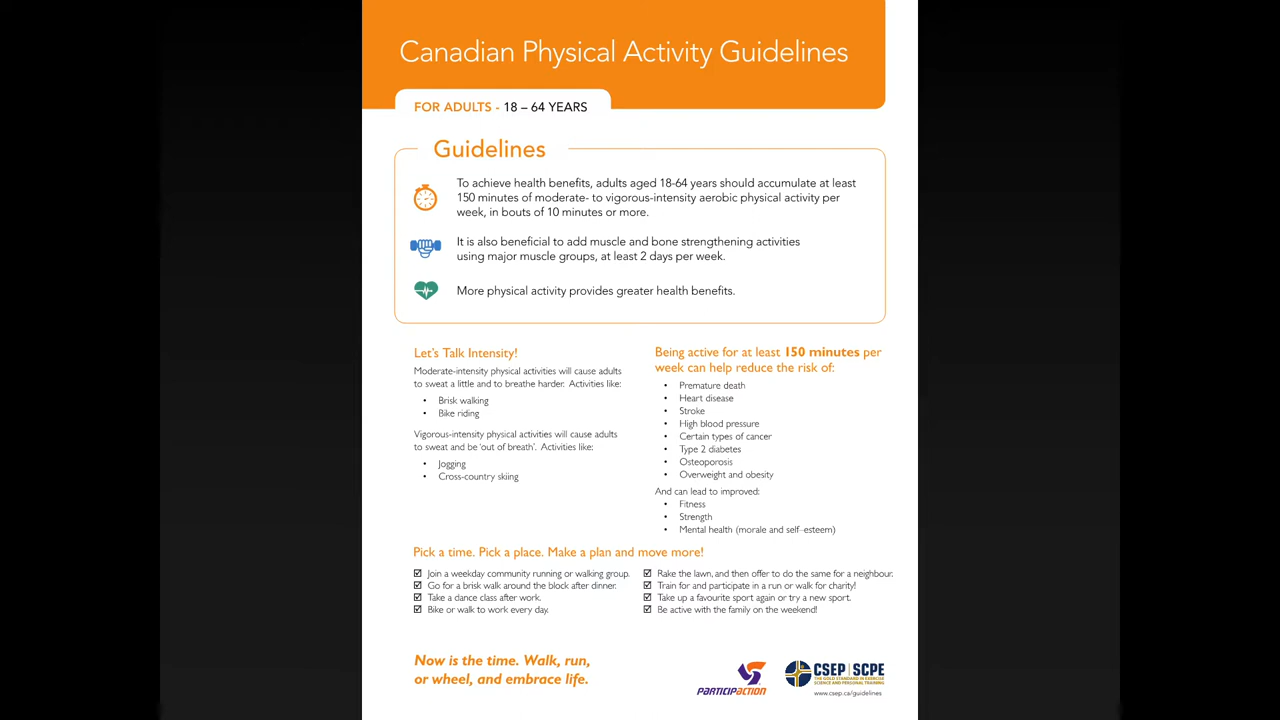 Canadian Physical Activity Guidelines
FOR ADULTS - 18 – 64 YEARS
Guidelines
To achieve health benefits, adults aged 18-64 years should accumulate at least
150 minutes of moderate- to vigorous-intensity aerobic physical activity per
week, in bouts of 10 minutes or more.
It is also beneficial to add muscle and bone strengthening activities
using major muscle groups, at least 2 days per week.
More physical activity provides greater health benefits.
Let's Talk Intensity!
Moderate-intensity physical activities will cause adults
to sweat a little and to breathe harder. Activities like:
• Brisk walking
• Bike riding
Vigorous-intensity physical activities will cause adults
to sweat and be 'out of breath'. Activities like:
• Jogging
• Cross-country skiing
Being active for at least 150 minutes per
week can help reduce the risk of:
• Premature death
• Heart disease
• Stroke
• High blood pressure
• Certain types of cancer
• Type 2 diabetes
• Osteoporosis
• Overweight and obesity
And can lead to improved:
• Fitness
• Strength
• Mental health (morale and self-esteem)
Pick a time. Pick a place. Make a plan and move more!
☑ Join a weekday community running or walking group.
☑ Go for a brisk walk around the block after dinner.
☑ Take a dance class after work.
☑ Bike or walk to work every day.
☑ Rake the lawn, and then offer to do the same for a neighbour.
☑ Train for and participate in a run or walk for charity!
☑ Take up a favourite sport again or try a new sport.
☑ Be active with the family on the weekend!
Now is the time. Walk, run,
or wheel, and embrace life.
PARTICIPACTION
CSEP | SCPE
THE GOLD STANDARD IN EXERCISE
SCIENCE AND PERSONAL TRAINING
www.csep.ca/guidelines